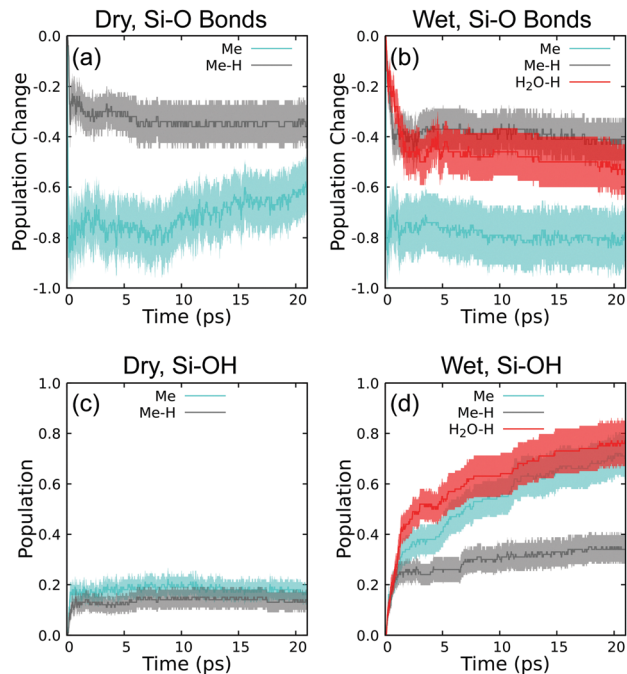 Dry, Si-O Bonds
(a)
Me
Me-H
Population Change
0.0
-0.2
-0.4
-0.6
-0.8
-1.0
0 5 10 15 20
Time (ps)
Wet, Si-O Bonds
(b)
Me
Me-H
H₂O-H
Population Change
0.0
-0.2
-0.4
-0.6
-0.8
-1.0
0 5 10 15 20
Time (ps)
Dry, Si-OH
(c)
Me
Me-H
Population
1.0
0.8
0.6
0.4
0.2
0.0
0 5 10 15 20
Time (ps)
Wet, Si-OH
(d)
Me
Me-H
H₂O-H
Population
1.0
0.8
0.6
0.4
0.2
0.0
0 5 10 15 20
Time (ps)